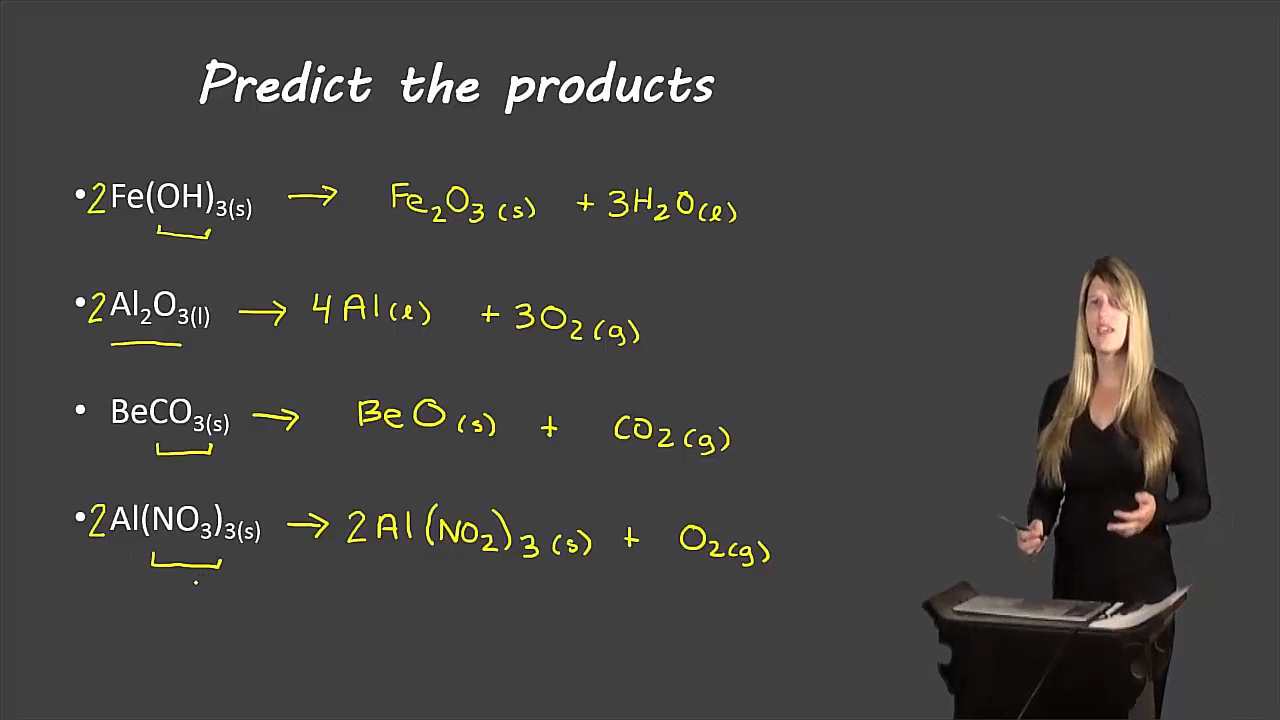 Predict the products
•2Fe(OH)₃₍ₛ₎ → Fe₂O₃ (s) + 3H₂O(l)
•2Al₂O₃₍ₗ₎ → 4Al(l) + 3O₂(g)
• BeCO₃₍ₛ₎ → BeO(s) + CO₂(g)
•2Al(NO₃)₃₍ₛ₎ → 2Al(NO₂)₃(s) + O₂(g)